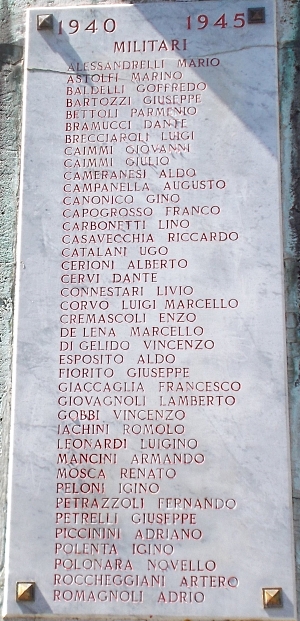 1940 1945
MILITARI
ALESSANDRELLI MARIO
ASTOLFI MARINO
BALDELLI GOFFREDO
BARTOZZI GIUSEPPE
BETTOLI PARMENIO
BRAMUCCI DANTE
BRECCIAROLI LUIGI
CAIMMI GIOVANNI
CAIMMI GIULIO
CAMERANESI ALDO
CAMPANELLA AUGUSTO
CANONICO GINO
CAPOGROSSO FRANCO
CARBONETTI LINO
CASAVECCHIA RICCARDO
CATALANI UGO
CERIONI ALBERTO
CERVI DANTE
CONNESTARI LIVIO
CORVO LUIGI MARCELLO
CREMASCOLI ENZO
DE LENA MARCELLO
DI GELIDO VINCENZO
ESPOSITO ALDO
FIORITO GIUSEPPE
GIACCAGLIA FRANCESCO
GIOVAGNOLI LAMBERTO
GOBBI VINCENZO
IACHINI ROMOLO
LEONARDI LUIGINO
MANCINI ARMANDO
MOSCA RENATO
PELONI IGINO
PETRAZZOLI FERNANDO
PETRELLI GIUSEPPE
PICCININI ADRIANO
POLENTA IGINO
POLONARA NOVELLO
ROCCHEGGIANI ARTERO
ROMAGNOLI ADRIO